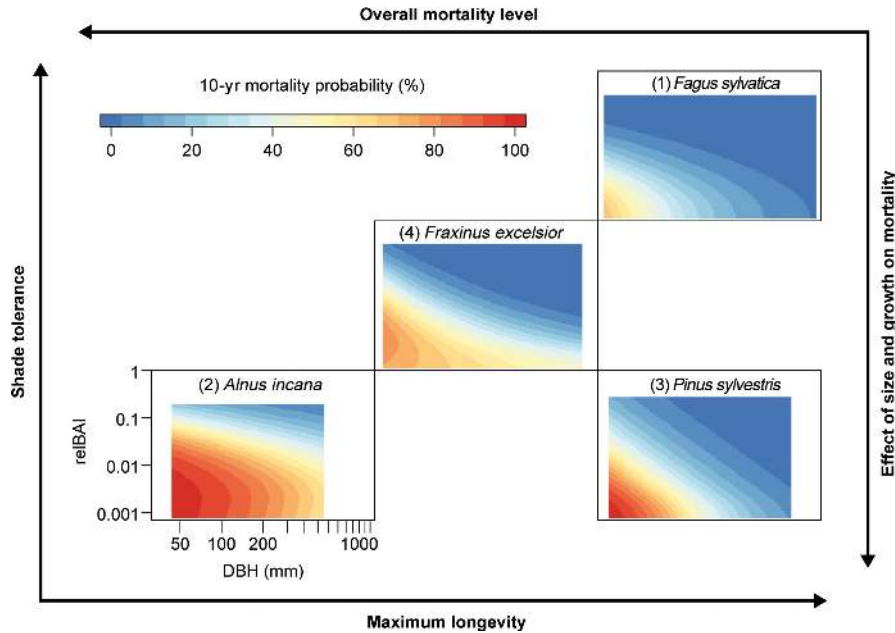 Overall mortality level
10-yr mortality probability (%)
0 20 40 60 80 100
(1) Fagus sylvatica
(4) Fraxinus excelsior
(2) Alnus incana
(3) Pinus sylvestris
Shade tolerance
Effect of size and growth on mortality
relBAI
1
0.1
0.01
0.001
50 100 200 1000
DBH (mm)
Maximum longevity